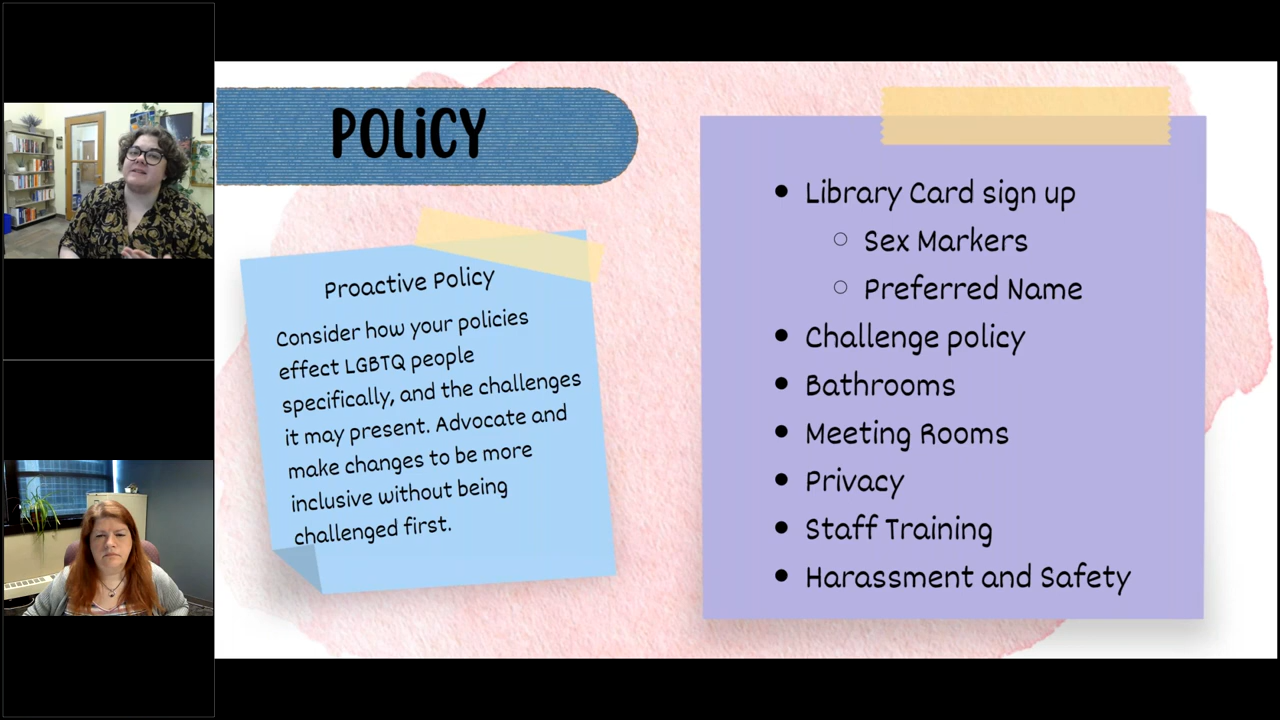 POLiCY
Proactive Policy
Consider how your policies
effect LGBTQ people
specifically, and the challenges
it may present. Advocate and
make changes to be more
inclusive without being
challenged first.
Library Card sign up
Sex Markers
Preferred Name
Challenge policy
Bathrooms
Meeting Rooms
Privacy
Staff Training
Harassment and Safety